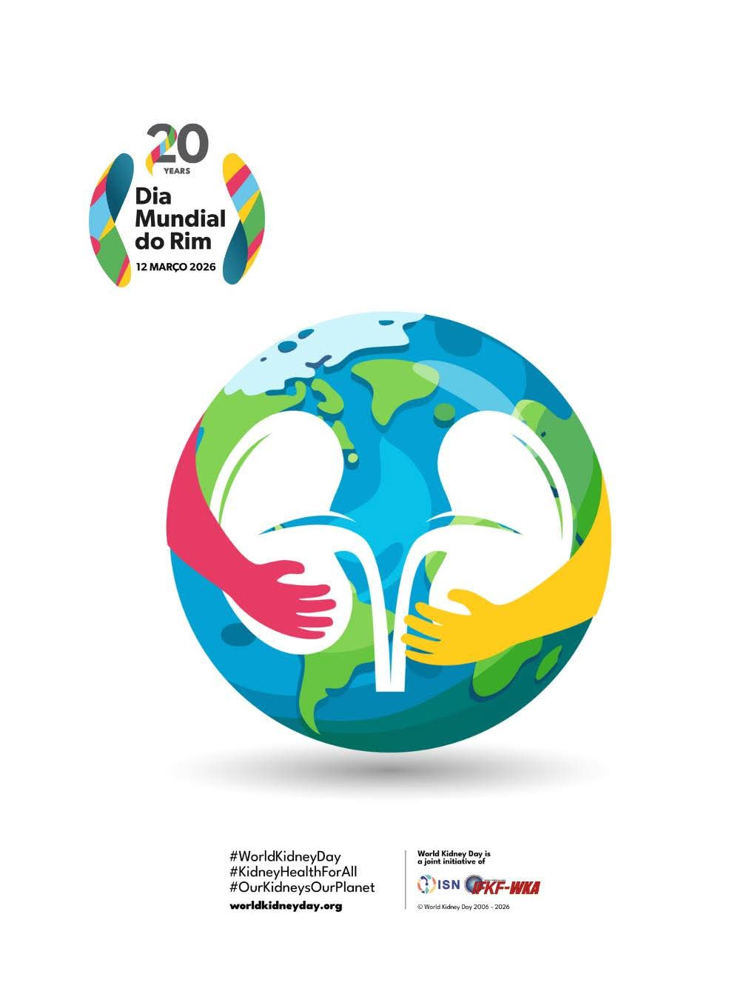 20
YEARS
Dia
Mundial
do Rim
12 MARÇO 2026
#WorldKidneyDay
#KidneyHealthForAll
#OurKidneysOurPlanet
worldkidneyday.org
World Kidney Day is
a joint initiative of
ISN
IFKF-WKA
© World Kidney Day 2006 - 2026